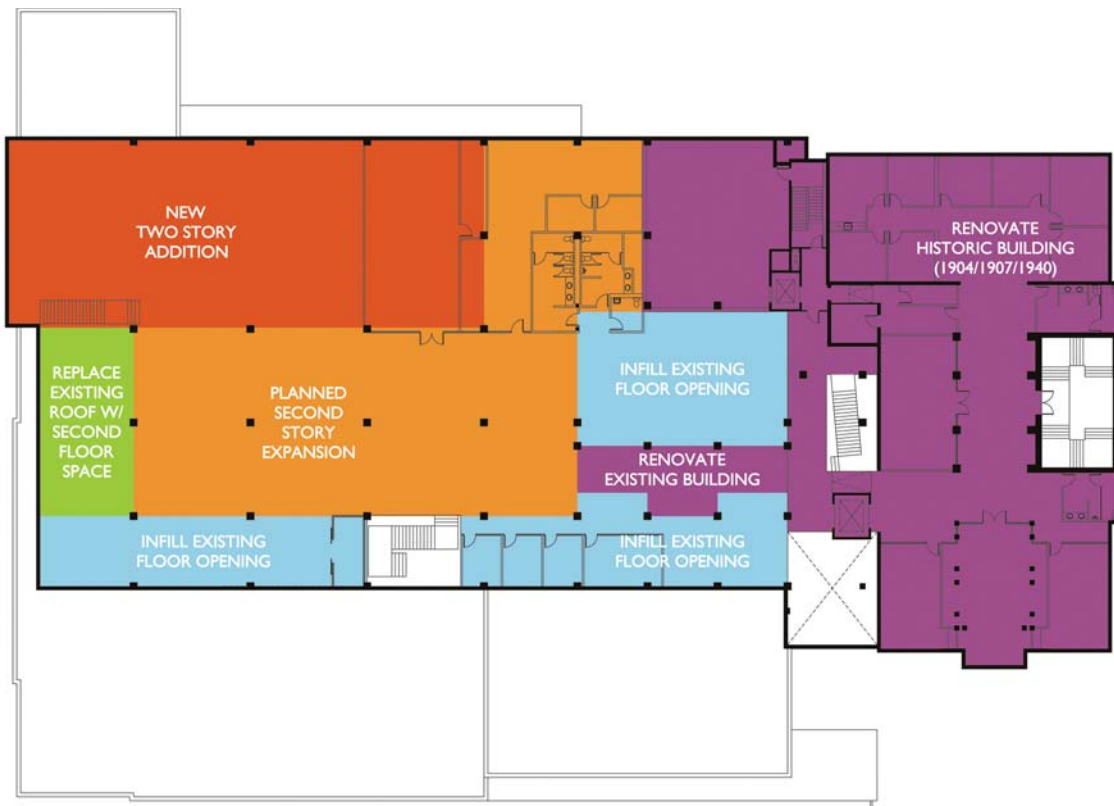 NEW
TWO STORY
ADDITION
RENOVATE
HISTORIC BUILDING
(1904/1907/1940)
REPLACE
EXISTING
ROOF W/
SECOND
FLOOR
SPACE
PLANNED
SECOND
STORY
EXPANSION
INFILL EXISTING
FLOOR OPENING
RENOVATE
EXISTING BUILDING
INFILL EXISTING
FLOOR OPENING
INFILL EXISTING
FLOOR OPENING